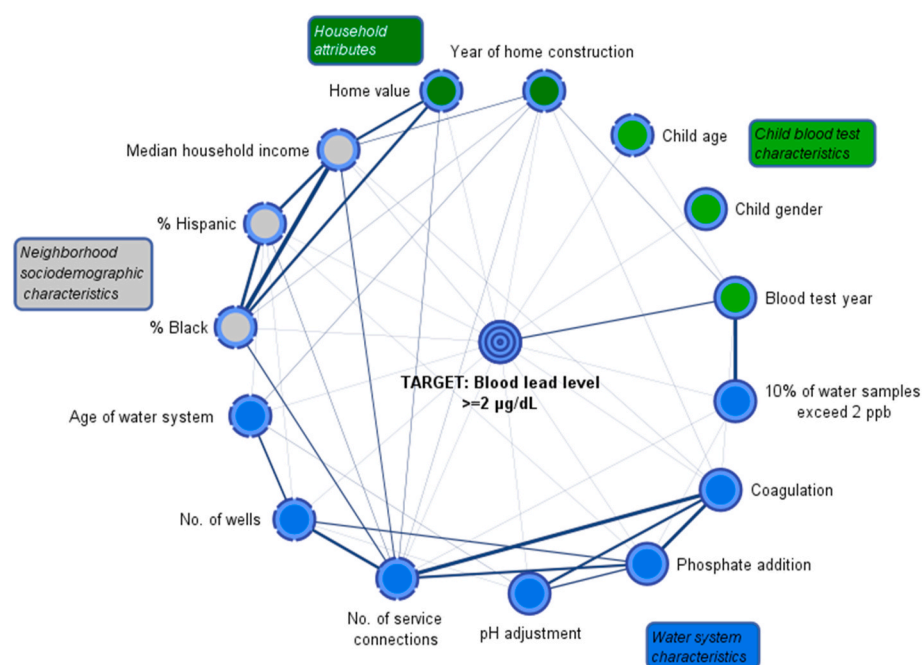 Household
attributes
Year of home construction
Home value
Child age
Child blood test
characteristics
Median household income
Child gender
% Hispanic
Neighborhood
sociodemographic
characteristics
Blood test year
% Black
TARGET: Blood lead level
>=2 µg/dL
10% of water samples
exceed 2 ppb
Age of water system
Coagulation
No. of wells
Phosphate addition
No. of service
connections
pH adjustment
Water system
characteristics